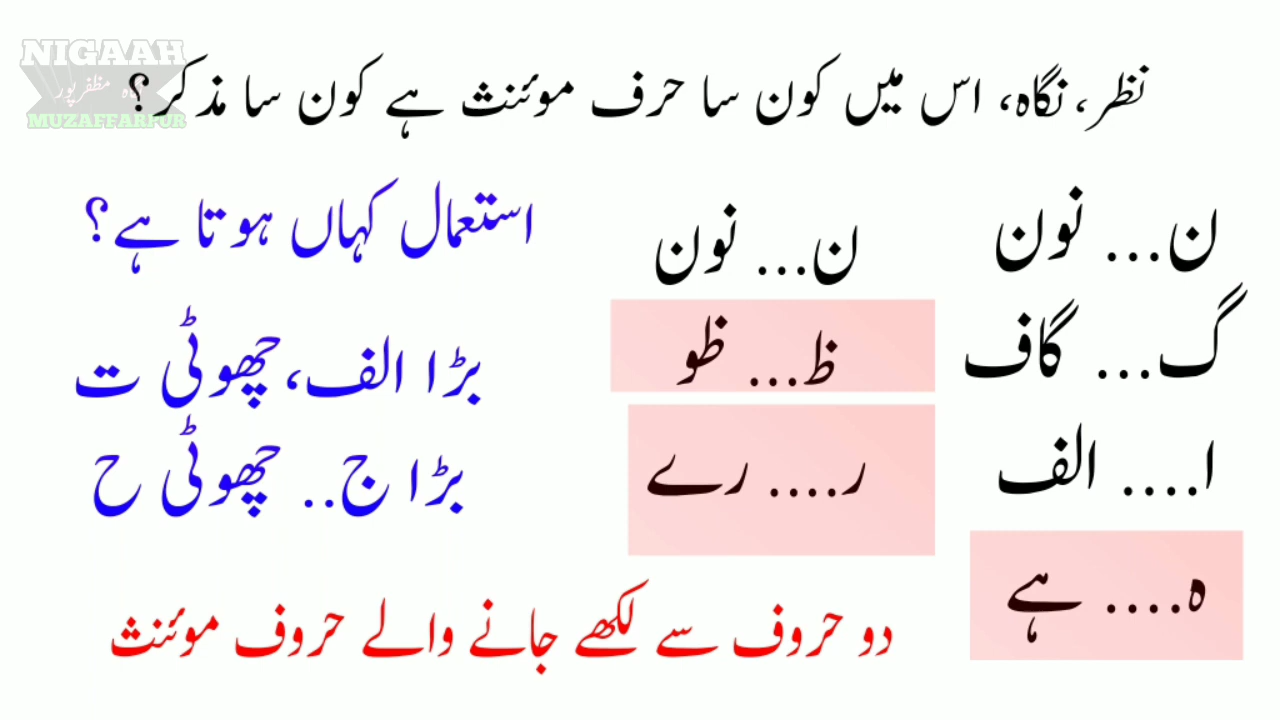 NIGAAH
مظفرپور
MUZAFFARPUR
نظر، نگاہ، اس میں کون سا حرف موئنث ہے کون سا مذکر؟
ن... نون
گ... گاف
ا.... الف
ہ.... ہے
ن... نون
ظ... ظو
ر.... رے
استعمال کہاں ہوتا ہے؟
بڑا الف، چھوٹی ت
بڑا ج.. چھوٹی ح
دو حروف سے لکھے جانے والے حروف موئنث